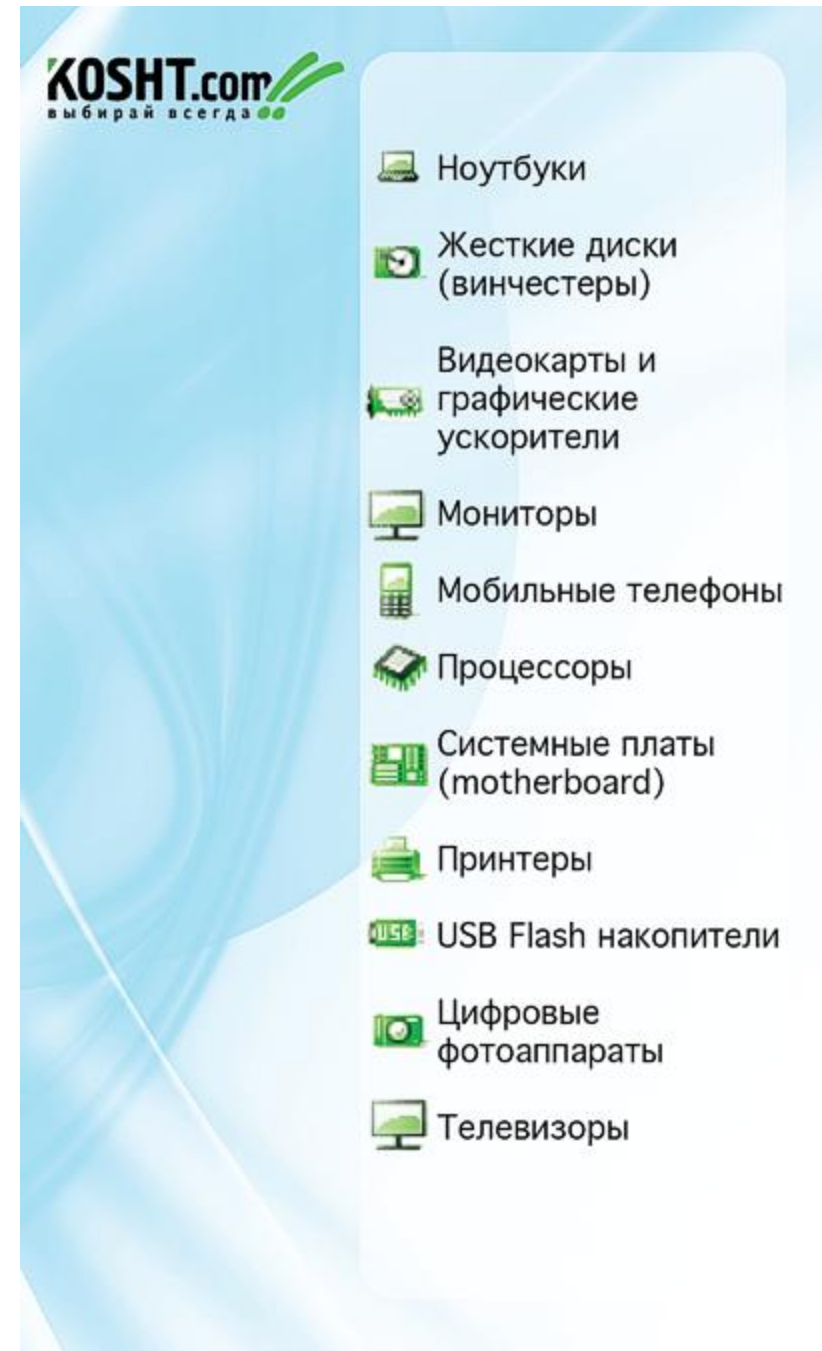 KOSHT.com
выбирай всегда
Ноутбуки
Жесткие диски
(винчестеры)
Видеокарты и
графические
ускорители
Мониторы
Мобильные телефоны
Процессоры
Системные платы
(motherboard)
Принтеры
USB
USB Flash накопители
Цифровые
фотоаппараты
Телевизоры